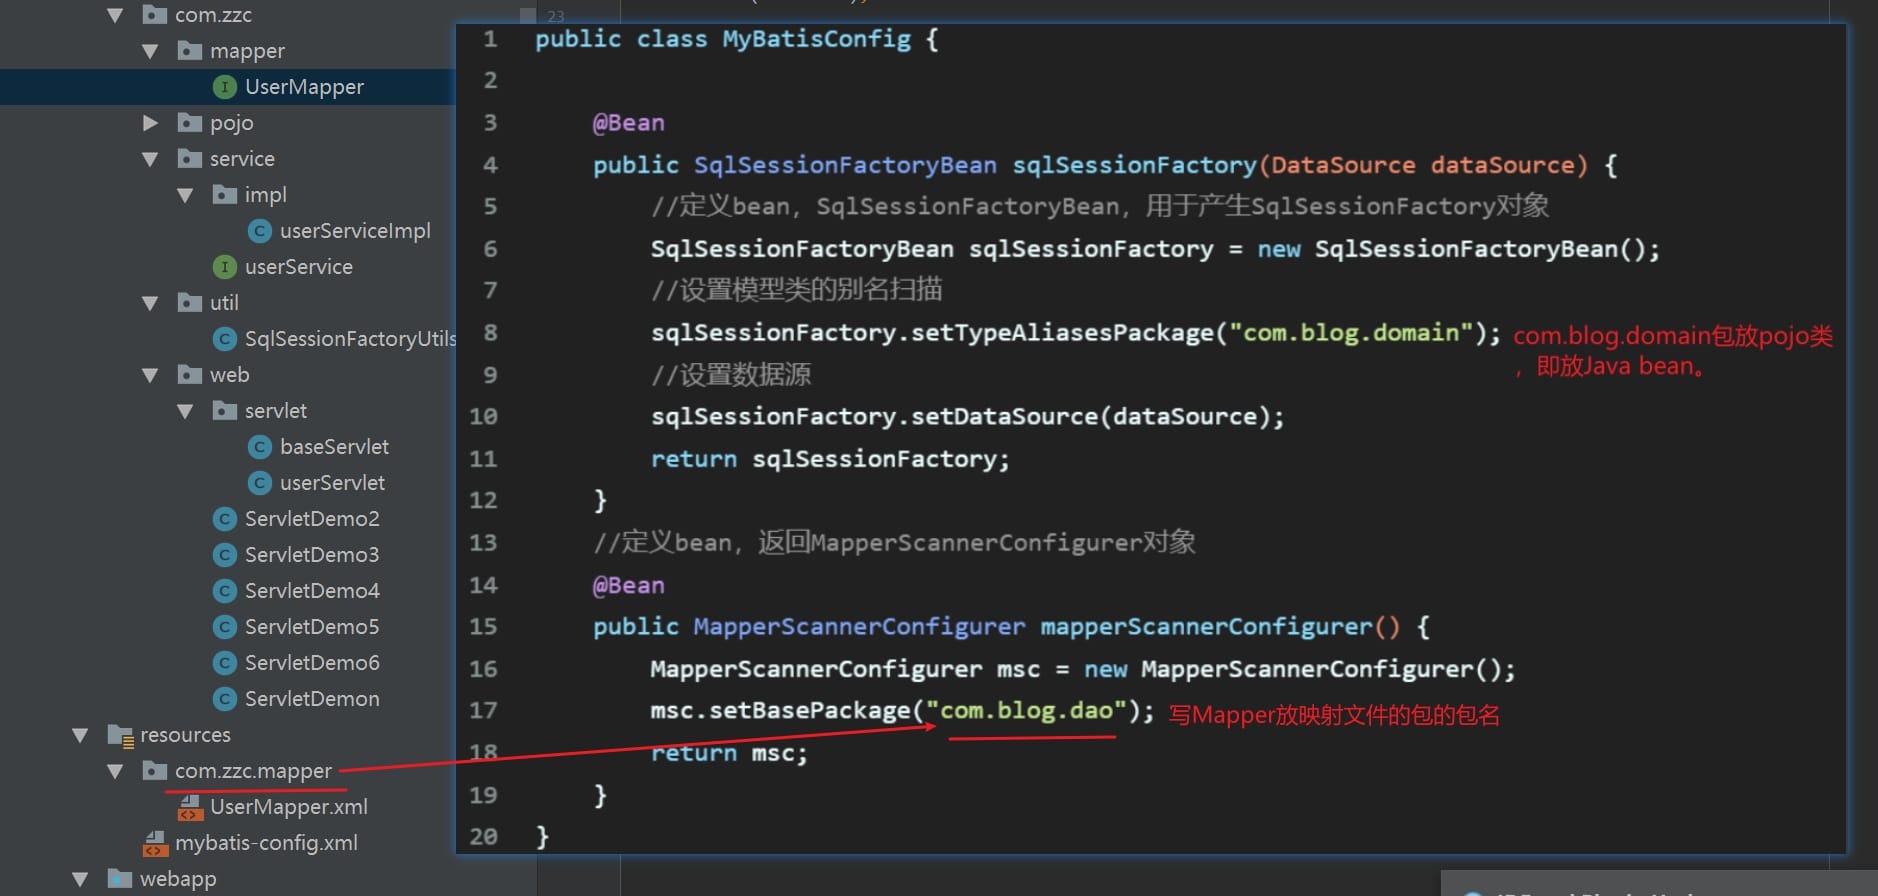 com.zzc
mapper
UserMapper
pojo
service
impl
userServiceImpl
userService
util
SqlSessionFactoryUtils
web
servlet
baseServlet
userServlet
ServletDemo2
ServletDemo3
ServletDemo4
ServletDemo5
ServletDemo6
ServletDemon
resources
com.zzc.mapper
UserMapper.xml
mybatis-config.xml
webapp
23
1 public class MyBatisConfig {
2
3 @Bean
4 public SqlSessionFactoryBean sqlSessionFactory(DataSource dataSource) {
5 //定义bean，SqlSessionFactoryBean，用于产生SqlSessionFactory对象
6 SqlSessionFactoryBean sqlSessionFactory = new SqlSessionFactoryBean();
7 //设置模型类的别名扫描
8 sqlSessionFactory.setTypeAliasesPackage("com.blog.domain");
com.blog.domain包放pojo类
，即放Java bean。
9 //设置数据源
10 sqlSessionFactory.setDataSource(dataSource);
11 return sqlSessionFactory;
12 }
13 //定义bean，返回MapperScannerConfigurer对象
14 @Bean
15 public MapperScannerConfigurer mapperScannerConfigurer() {
16 MapperScannerConfigurer msc = new MapperScannerConfigurer();
17 msc.setBasePackage("com.blog.dao"); 写Mapper放映射文件的包的包名
18 return msc;
19 }
20 }